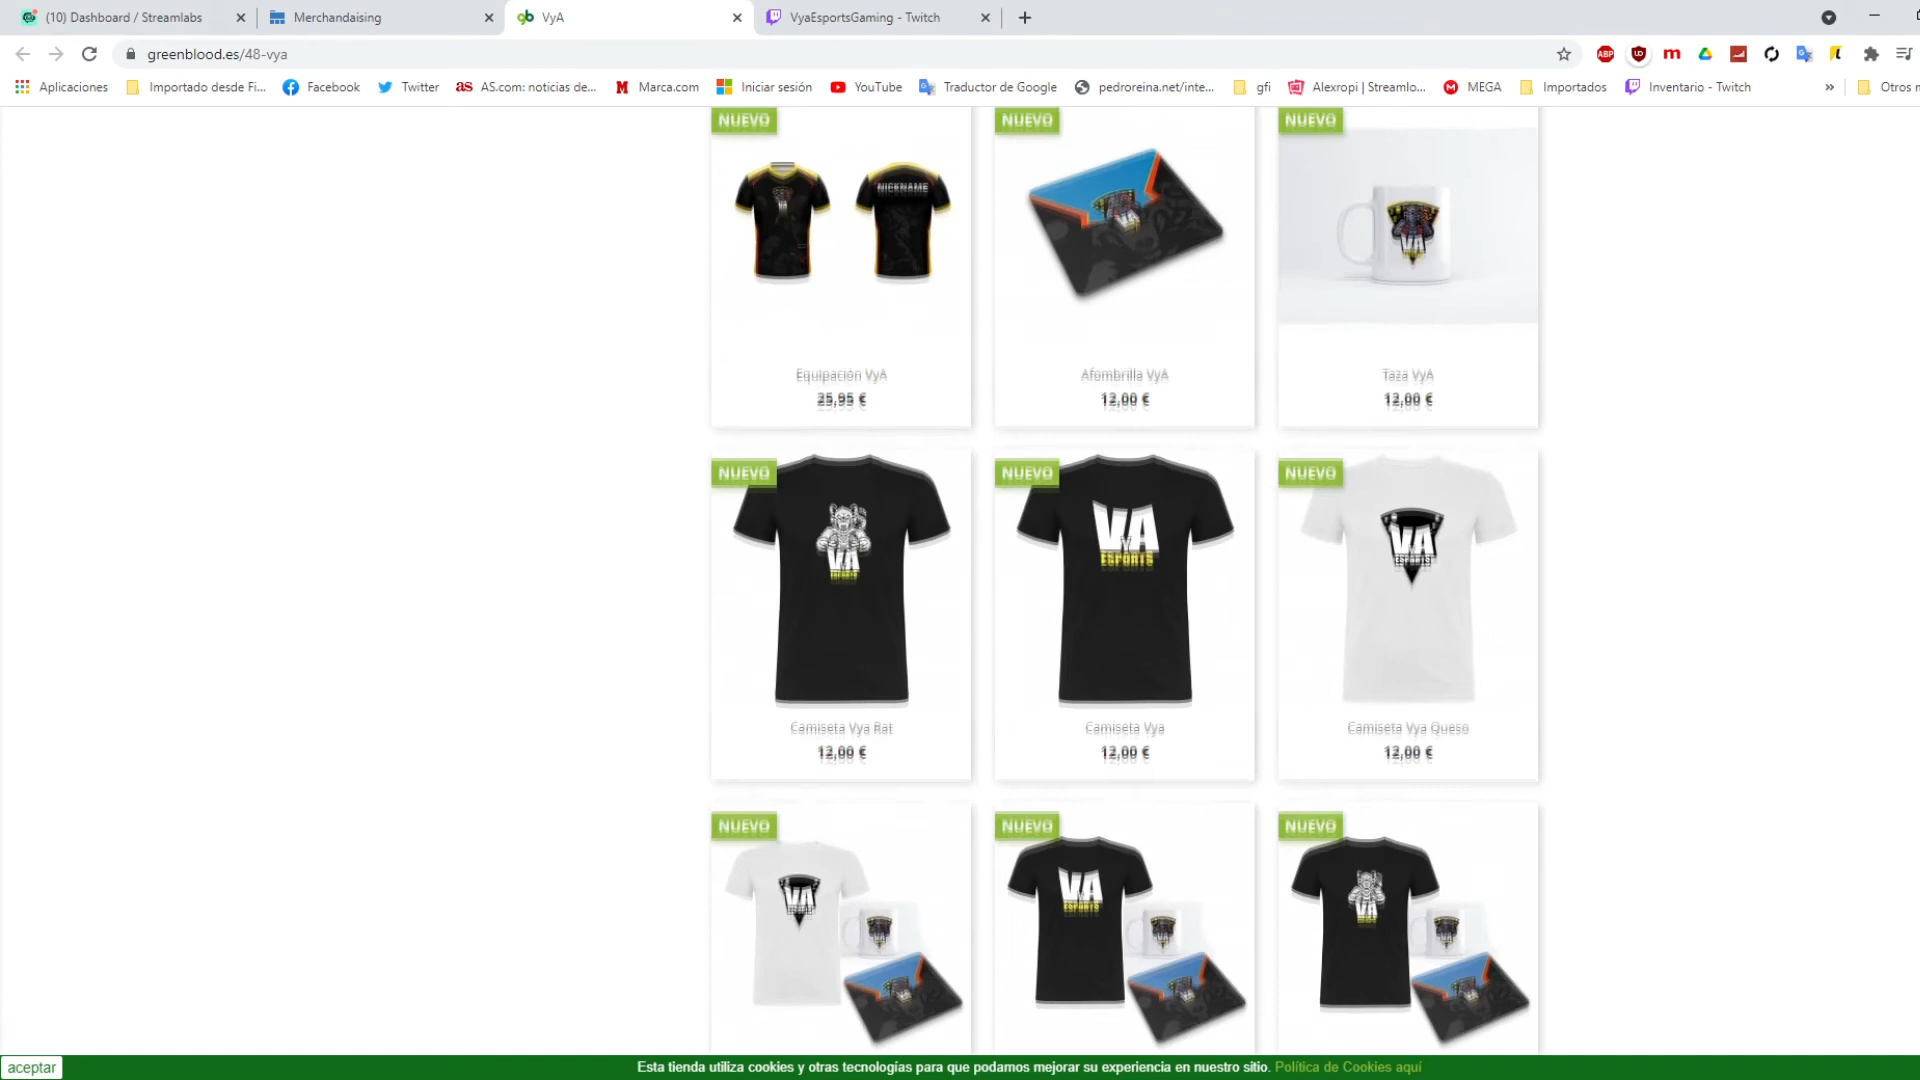 (10) Dashboard / Streamlabs
Merchandaising
VyA
VyaEsportsGaming - Twitch
greenblood.es/48-vya
Aplicaciones
Importado desde Fi...
Facebook
Twitter
AS.com: noticias de...
Marca.com
Iniciar sesión
YouTube
Traductor de Google
pedroreina.net/inte...
gfi
Alexropi | Streamlo...
MEGA
Importados
Inventario - Twitch
»
Otros
NUEVO
NUEVO
NUEVO
NICKNAME
Equipación VyA
Afombrilla VyA
Taza VyA
25,95 €
12,00 €
12,00 €
NUEVO
NUEVO
NUEVO
VA
ESPORTS
VA
ESPORTS
VA
ESPORTS
Camiseta Vya Rat
Camiseta Vya
Camiseta Vya Queso
12,00 €
12,00 €
12,00 €
NUEVO
NUEVO
NUEVO
VA
VA
ESPORTS
VA
aceptar
Esta tienda utiliza cookies y otras tecnologías para que podamos mejorar su experiencia en nuestro sitio. Política de Cookies aquí